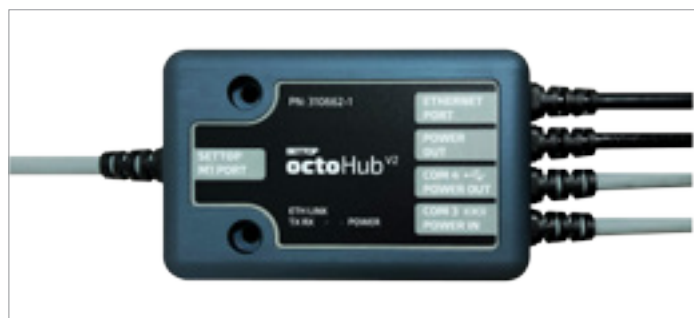 PN: 310662-1
ETHERNET
PORT
POWER
OUT
SETTOP
M1 PORT
SETTOP
octoHub V2
COM 4
POWER OUT
ETH LINK
TX RX
POWER
COM 3
POWER IN